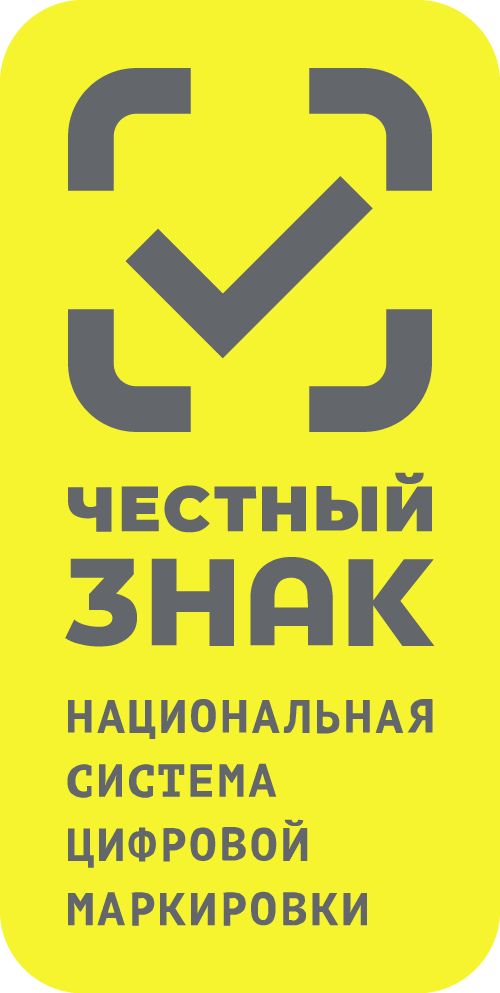 ЧЕСТНЫЙ
ЗНАК
НАЦИОНАЛЬНАЯ
СИСТЕМА
ЦИФРОВОЙ
МАРКИРОВКИ